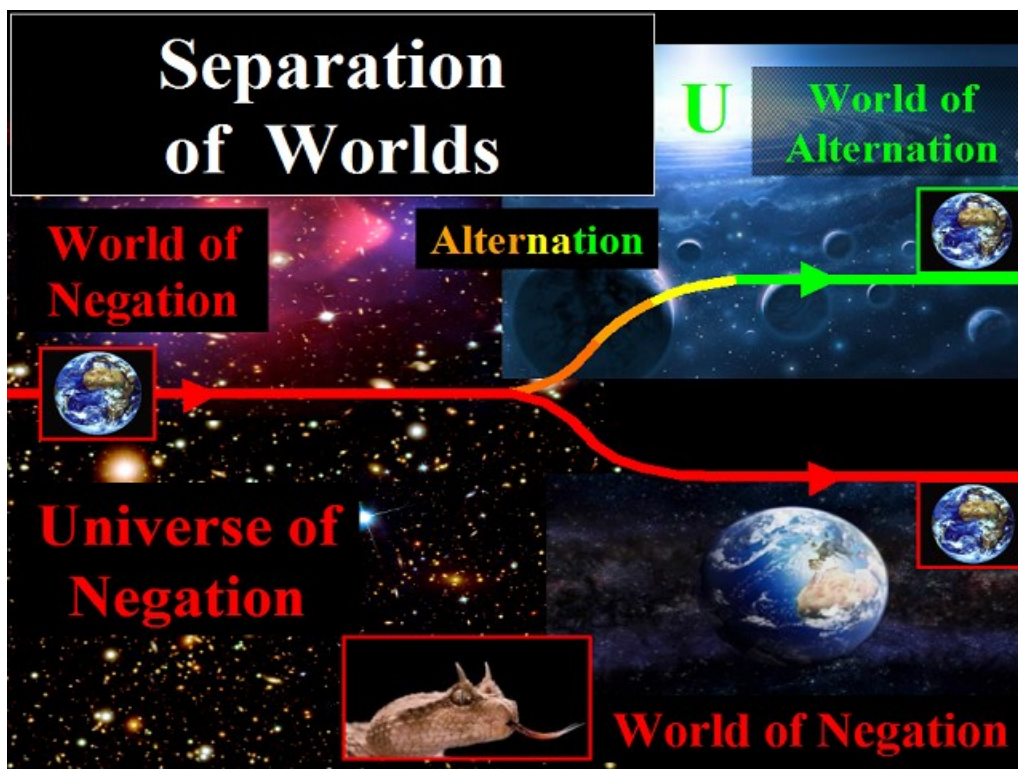 Separation
of Worlds
U
World of
Alternation
World of
Negation
Alternation
Universe of
Negation
World of Negation